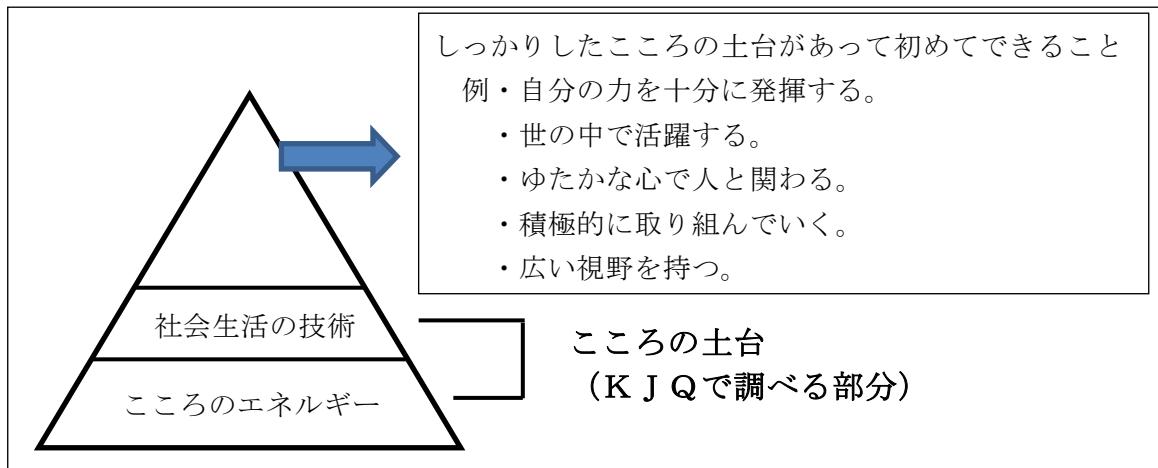 しっかりしたこころの土台があって初めてできること
例・自分の力を十分に発揮する。
・世の中で活躍する。
・ゆたかな心で人と関わる。
・積極的に取り組んでいく。
・広い視野を持つ。
社会生活の技術
こころのエネルギー
こころの土台
（ＫＪＱで調べる部分）